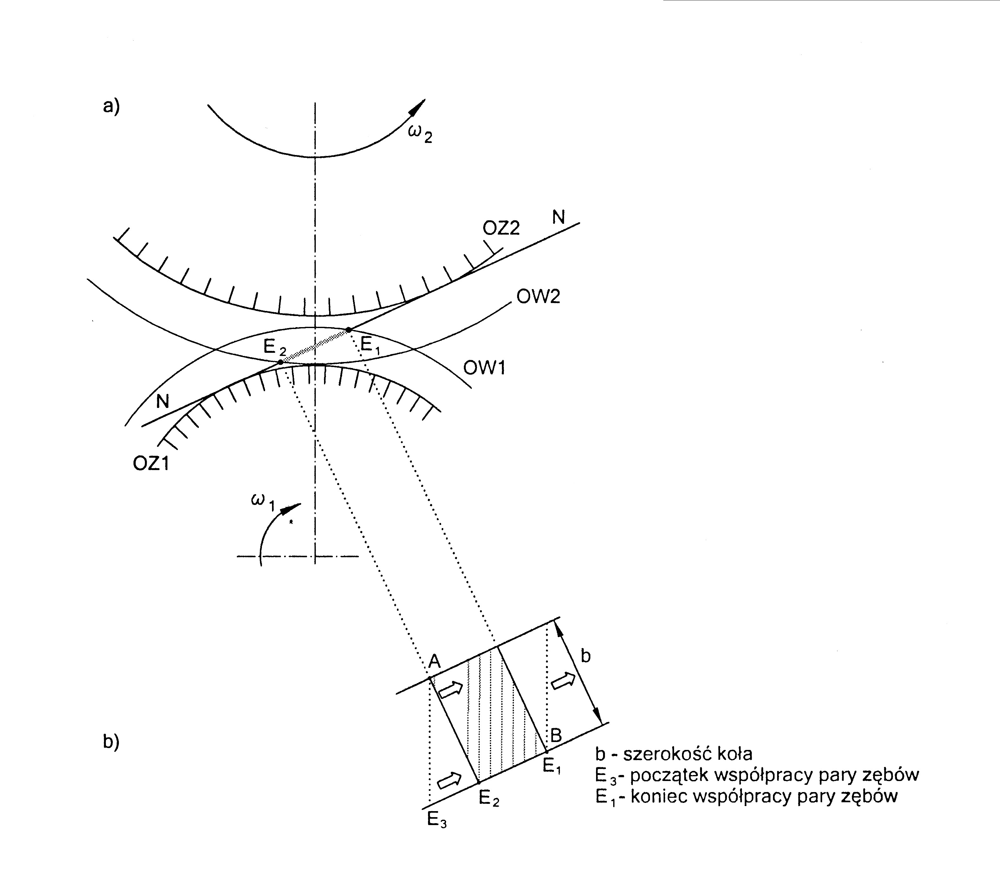 a)
ω2
N
OZ2
OW2
E2
E1
OW1
N
OZ1
ω1
A
b
b)
B
E1
E2
E3
b - szerokość koła
E3- początek współpracy pary zębów
E1- koniec współpracy pary zębów